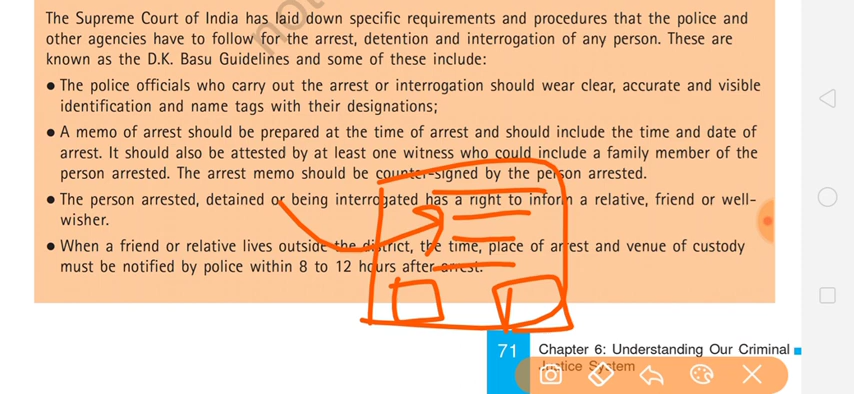 The Supreme Court of India has laid down specific requirements and procedures that the police and
other agencies have to follow for the arrest, detention and interrogation of any person. These are
known as the D.K. Basu Guidelines and some of these include:
● The police officials who carry out the arrest or interrogation should wear clear, accurate and visible
identification and name tags with their designations;
● A memo of arrest should be prepared at the time of arrest and should include the time and date of
arrest. It should also be attested by at least one witness who could include a family member of the
person arrested. The arrest memo should be counter-signed by the person arrested.
● The person arrested, detained or being interrogated has a right to inform a relative, friend or well-
wisher.
● When a friend or relative lives outside the district, the time, place of arrest and venue of custody
must be notified by police within 8 to 12 hours after arrest.
71 Chapter 6: Understanding Our Criminal
Justice System